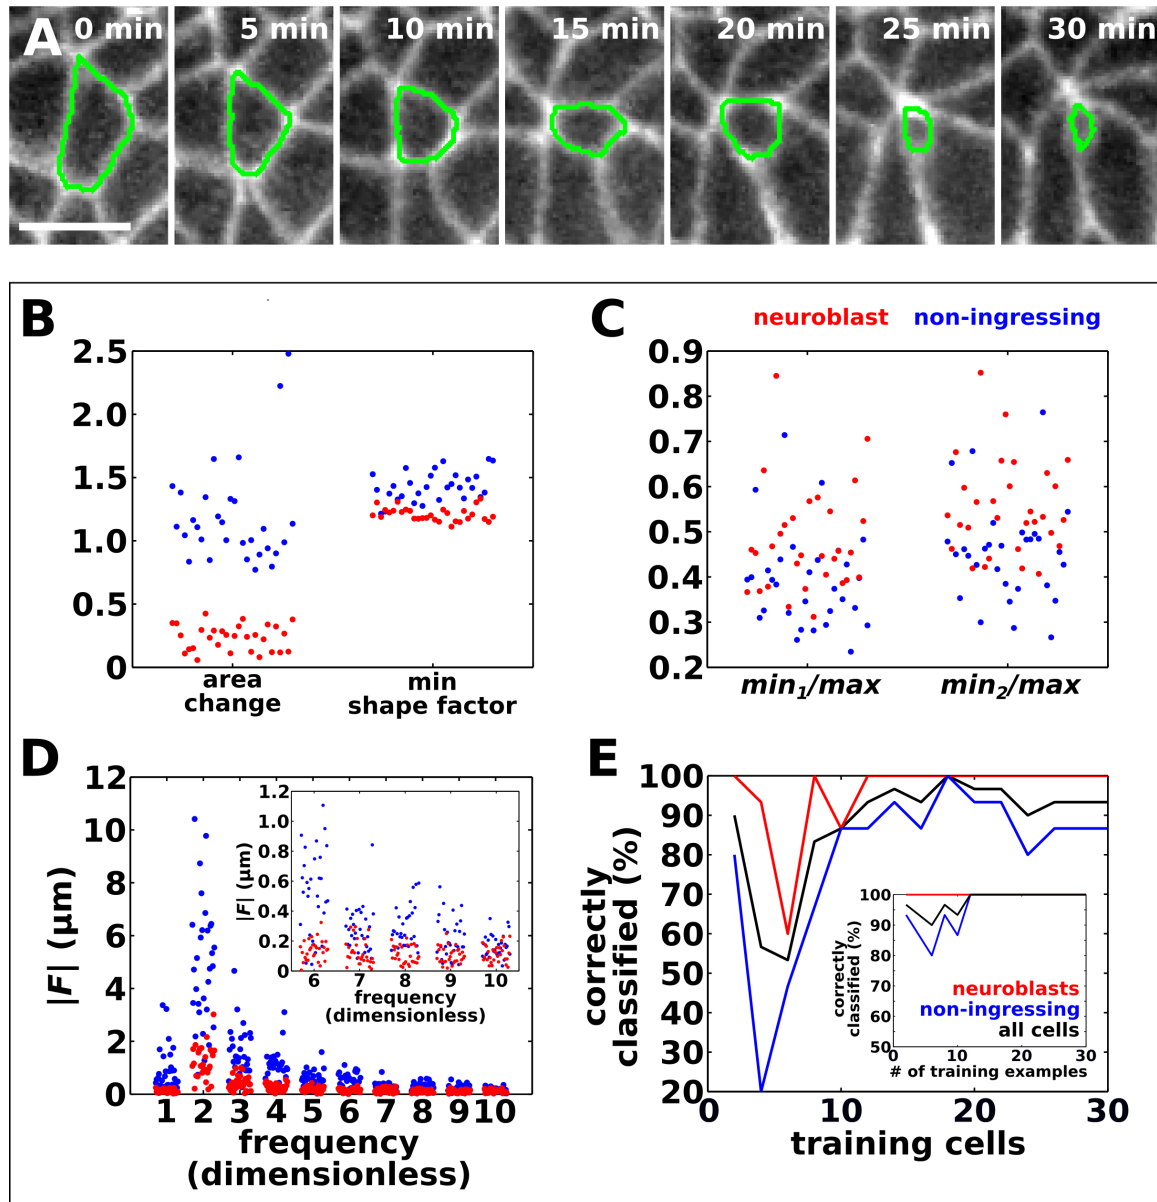 A
0 min
5 min
10 min
15 min
20 min
25 min
30 min
B
2.5
2.0
1.5
1.0
0.5
0
area change
min shape factor
C
neuroblast
non-ingressing
0.9
0.8
0.7
0.6
0.5
0.4
0.3
0.2
min1/max
min2/max
D
12
10
8
6
4
2
0
|F| (µm)
1 2 3 4 5 6 7 8 9 10
frequency
(dimensionless)
1.2
1.0
0.8
0.6
0.4
0.2
0
|F| (µm)
6 7 8 9 10
frequency
(dimensionless)
E
100
90
80
70
60
50
40
30
20
correctly
classified (%)
0 10 20 30
training cells
100
90
80
70
60
50
correctly
classified (%)
neuroblasts
non-ingressing
all cells
0 10 20 30
# of training examples